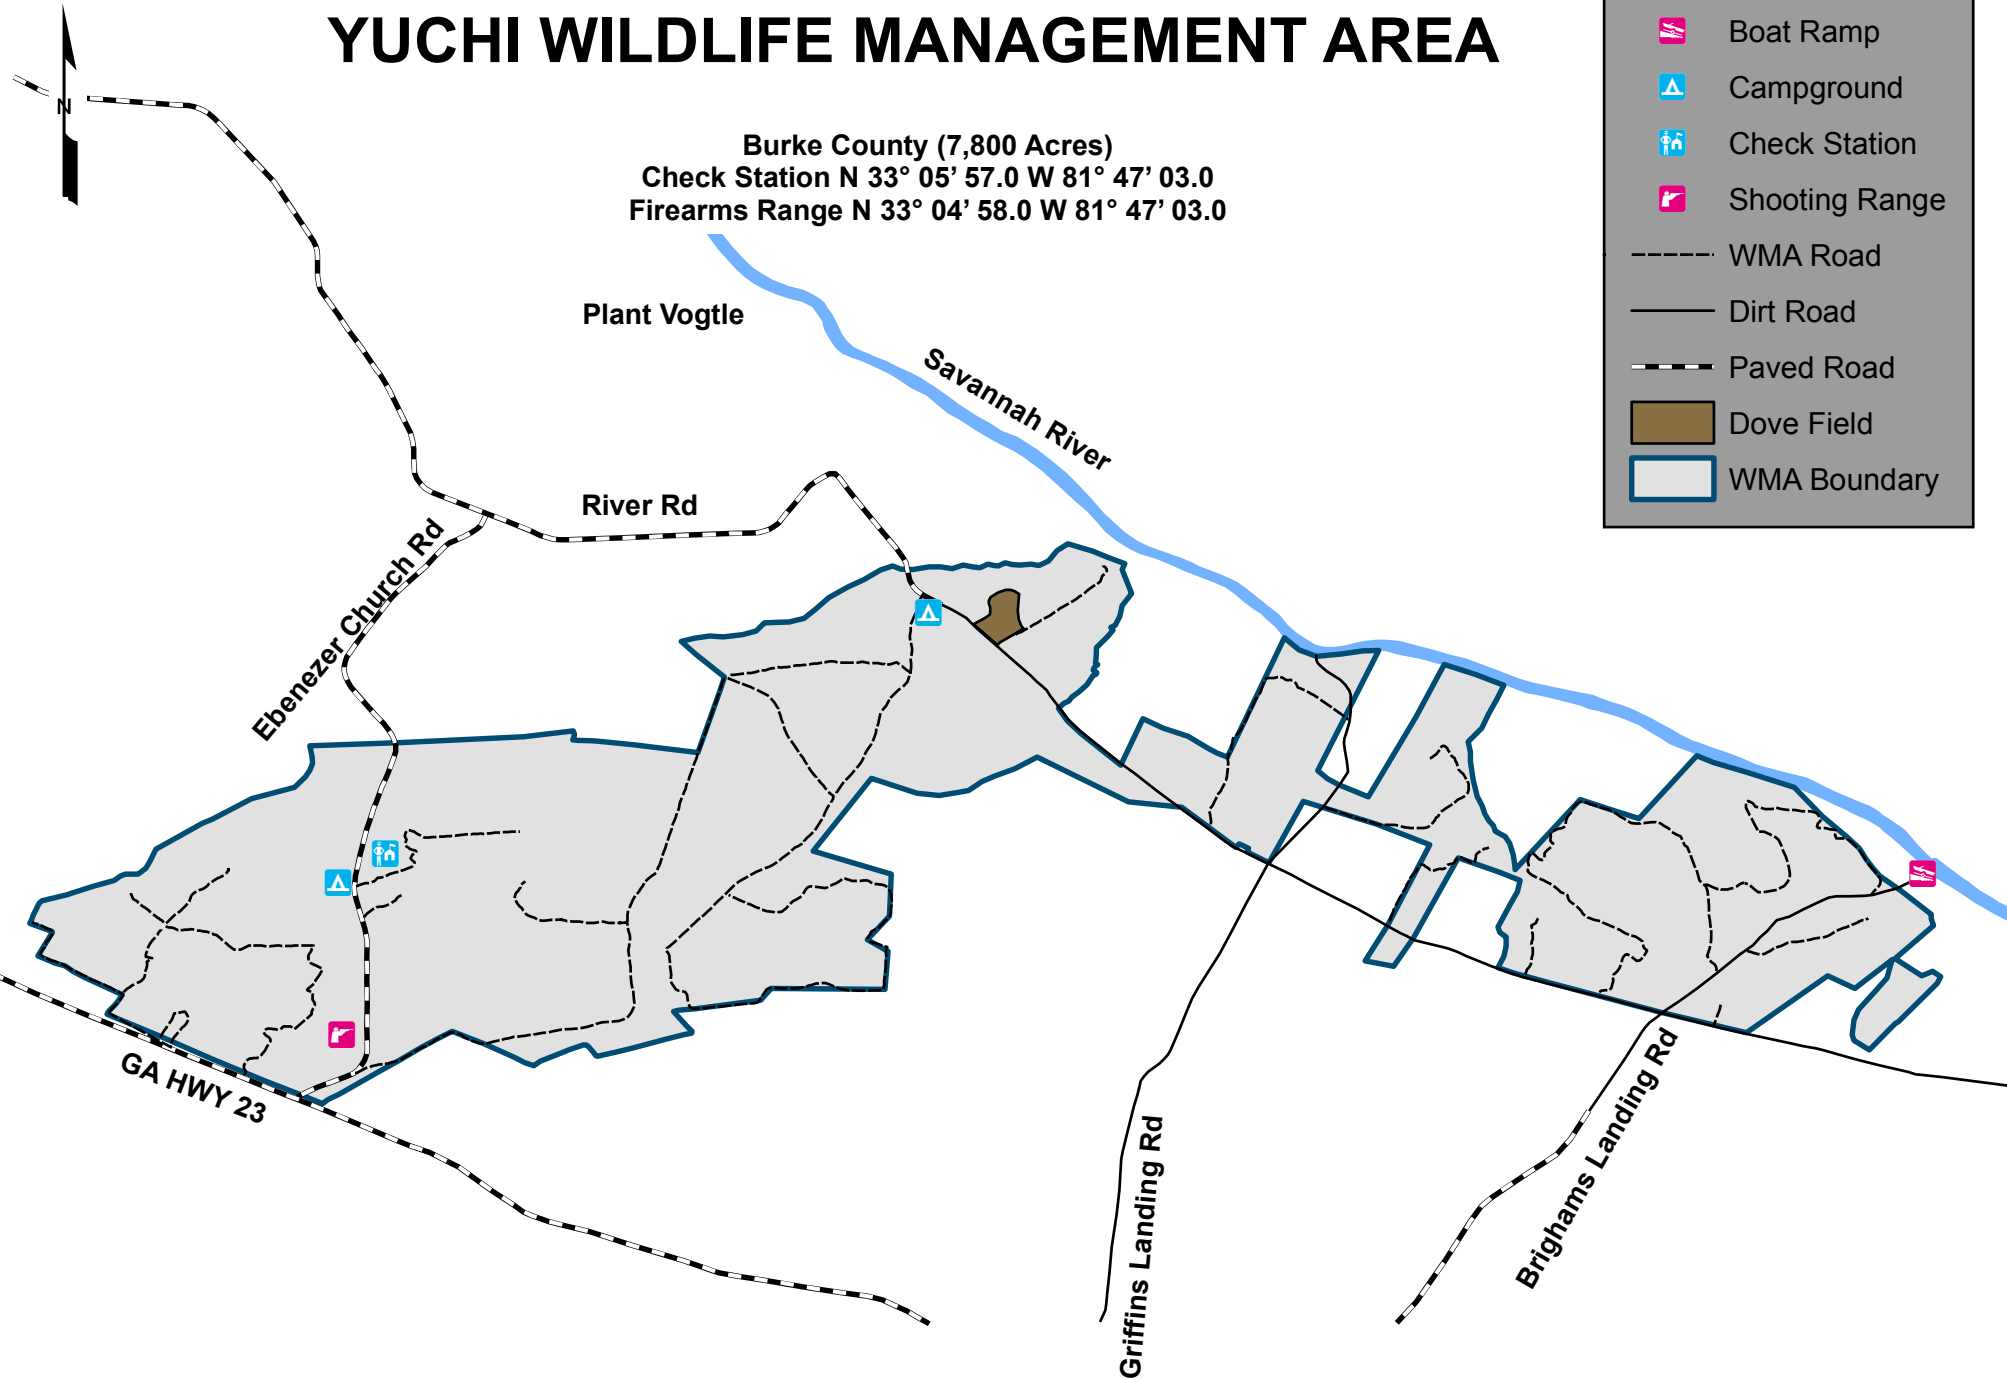 YUCHI WILDLIFE MANAGEMENT AREA
N
Burke County (7,800 Acres)
Check Station N 33° 05’ 57.0 W 81° 47’ 03.0
Firearms Range N 33° 04’ 58.0 W 81° 47’ 03.0
Boat Ramp
Campground
Check Station
Shooting Range
WMA Road
Dirt Road
Paved Road
Dove Field
WMA Boundary
Plant Vogtle
Savannah River
River Rd
Ebenezer Church Rd
GA HWY 23
Griffins Landing Rd
Brighams Landing Rd